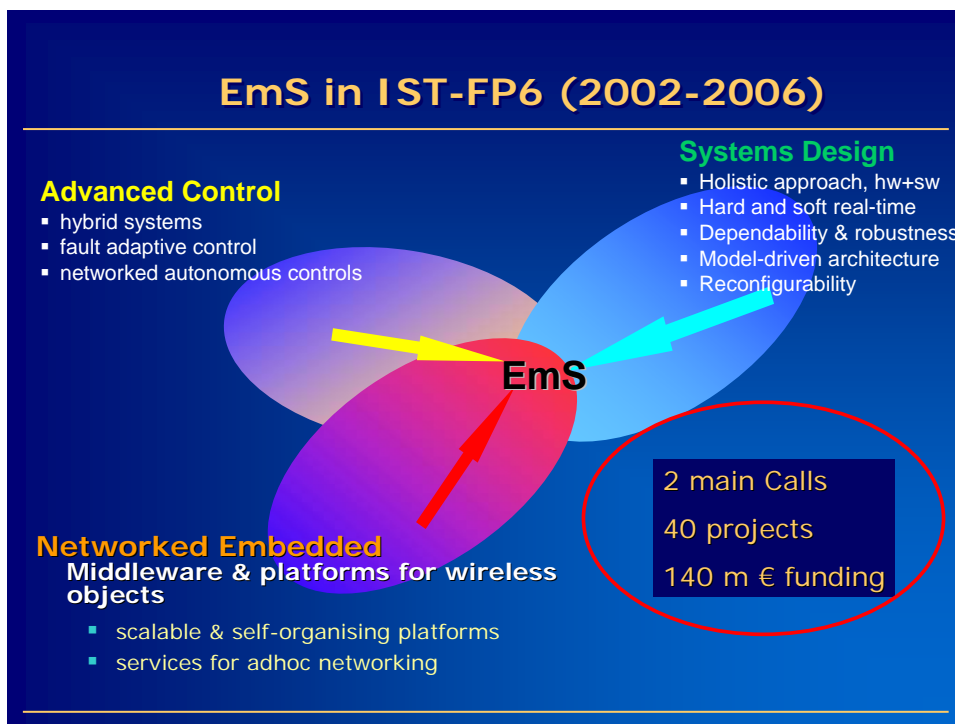 EmS in IST-FP6 (2002-2006)
Advanced Control
▪ hybrid systems
▪ fault adaptive control
▪ networked autonomous controls
Systems Design
▪ Holistic approach, hw+sw
▪ Hard and soft real-time
▪ Dependability & robustness
▪ Model-driven architecture
▪ Reconfigurability
EmS
2 main Calls
40 projects
140 m € funding
Networked Embedded
Middleware & platforms for wireless
objects
▪ scalable & self-organising platforms
▪ services for adhoc networking